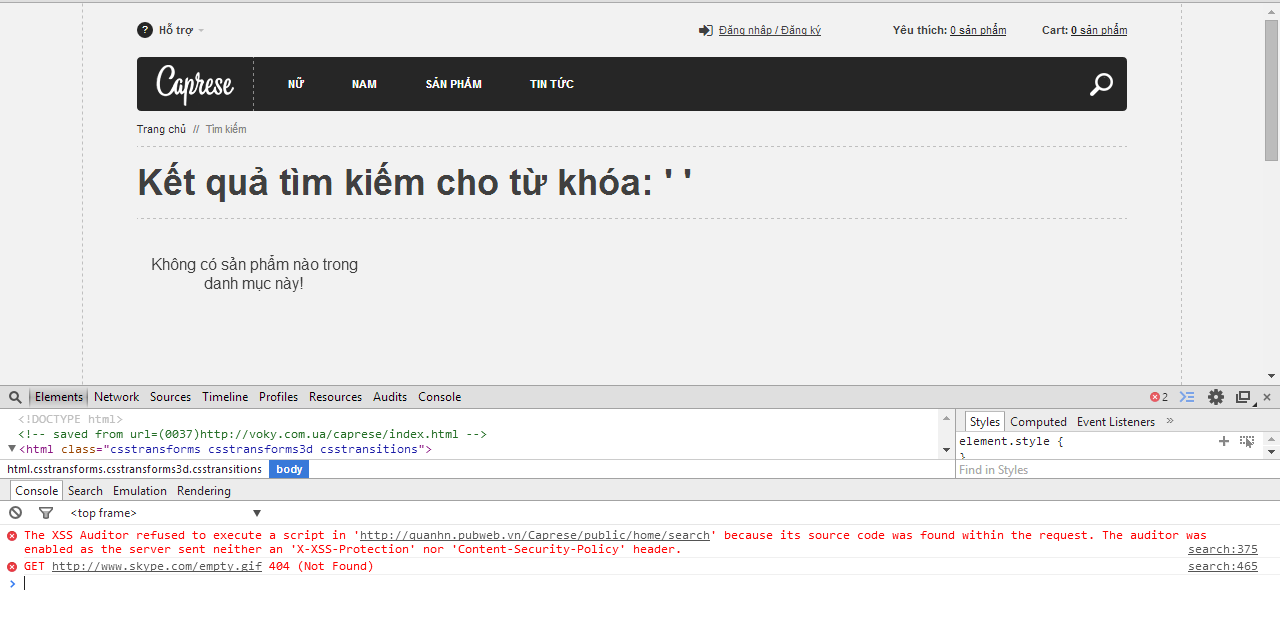 ? Hỗ trợ
Đăng nhập / Đăng ký
Yêu thích: 0 sản phẩm
Cart: 0 sản phẩm
Caprese
NỮ NAM SẢN PHẨM TIN TỨC
Trang chủ // Tìm kiếm
Kết quả tìm kiếm cho từ khóa: ' '
Không có sản phẩm nào trong
danh mục này!
Elements Network Sources Timeline Profiles Resources Audits Console
2
<!DOCTYPE html>
<!-- saved from url=(0037)http://voky.com.ua/caprese/index.html -->
▼<html class="csstransforms csstransforms3d csstransitions">
html.csstransforms.csstransforms3d.csstransitions body
Styles Computed Event Listeners »
element.style {
}
Find in Styles
Console Search Emulation Rendering
<top frame> ▼
The XSS Auditor refused to execute a script in 'http://quanhn.pubweb.vn/Caprese/public/home/search' because its source code was found within the request. The auditor was
enabled as the server sent neither an 'X-XSS-Protection' nor 'Content-Security-Policy' header. search:375
GET http://www.skype.com/empty.gif 404 (Not Found) search:465
>